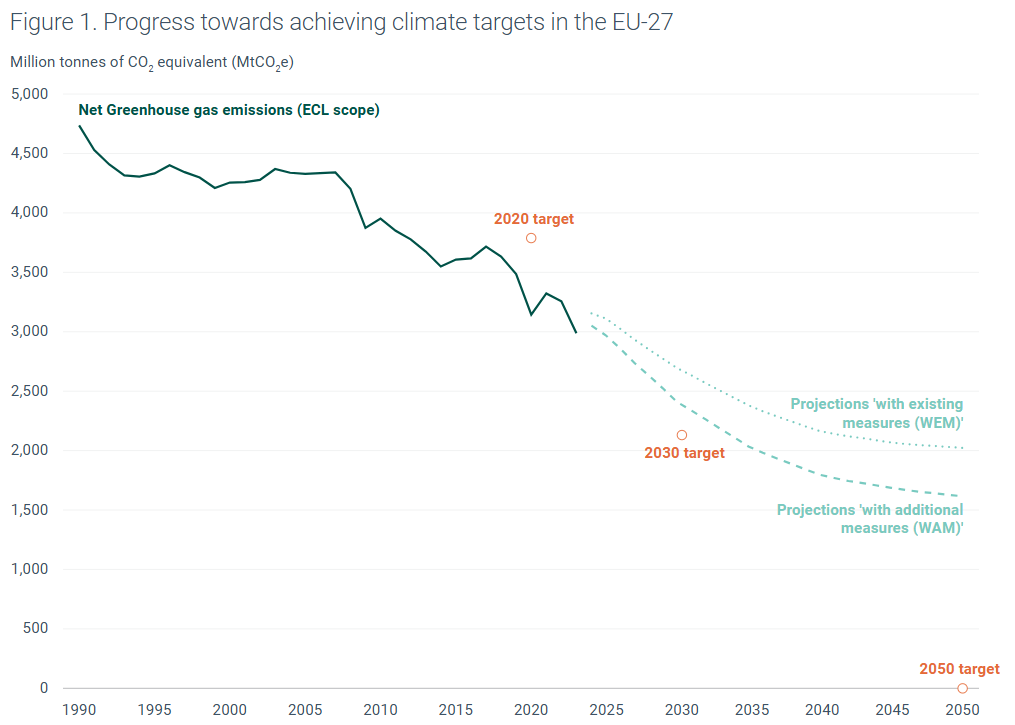 Figure 1. Progress towards achieving climate targets in the EU-27
Million tonnes of CO₂ equivalent (MtCO₂e)
5,000
Net Greenhouse gas emissions (ECL scope)
4,500
4,000
2020 target
3,500
3,000
2,500
Projections 'with existing
measures (WEM)'
2030 target
2,000
1,500
Projections 'with additional
measures (WAM)'
1,000
500
2050 target
0
1990 1995 2000 2005 2010 2015 2020 2025 2030 2035 2040 2045 2050